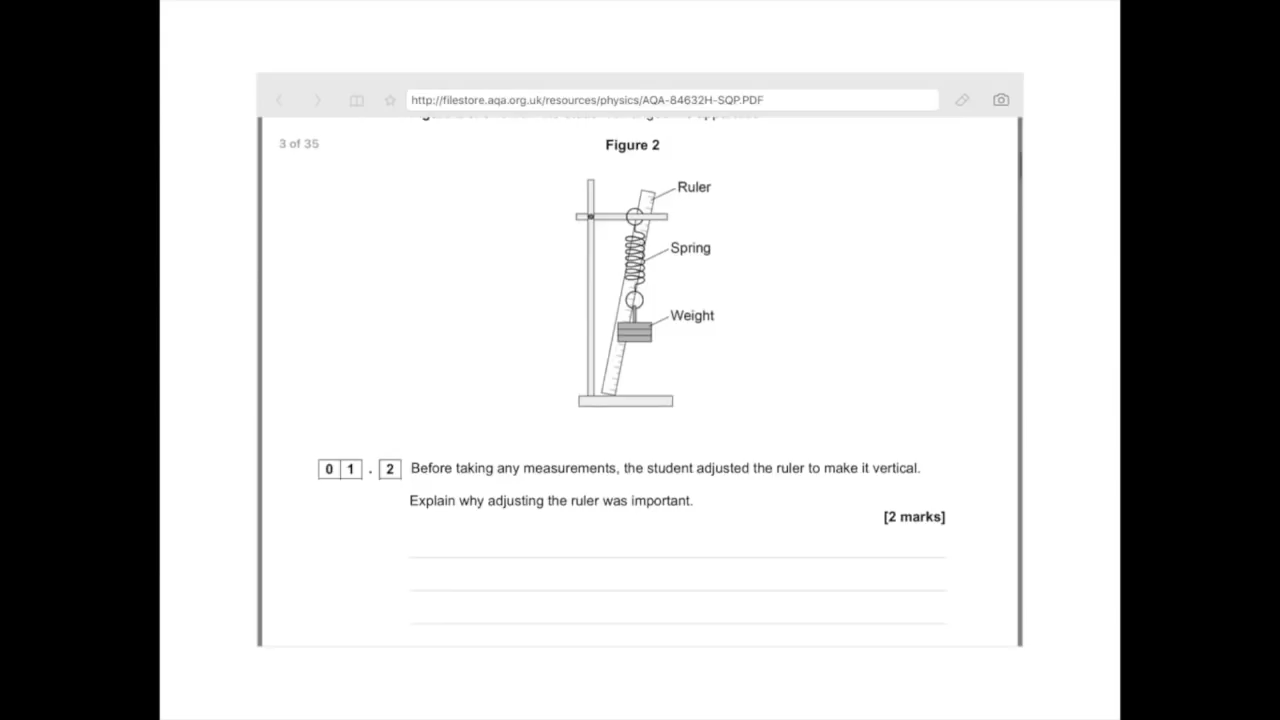 http://filestore.aqa.org.uk/resources/physics/AQA-84632H-SQP.PDF
3 of 35
Figure 2
Ruler
Spring
Weight
0 1 . 2 Before taking any measurements, the student adjusted the ruler to make it vertical.
Explain why adjusting the ruler was important.
[2 marks]